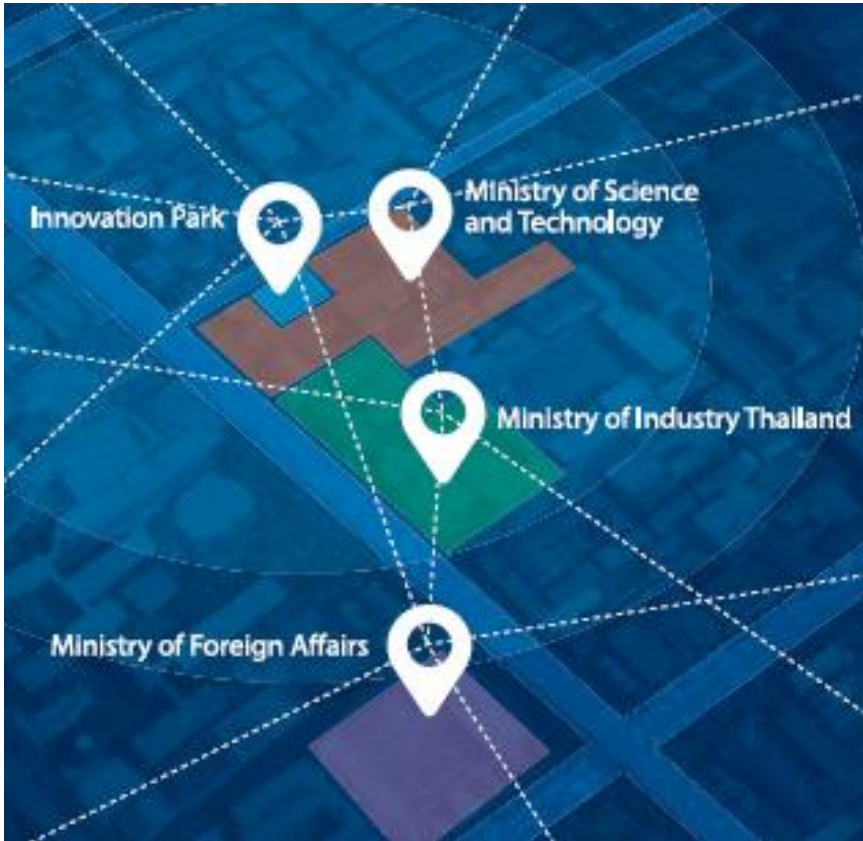 Innovation Park
Ministry of Science
and Technology
Ministry of Industry Thailand
Ministry of Foreign Affairs